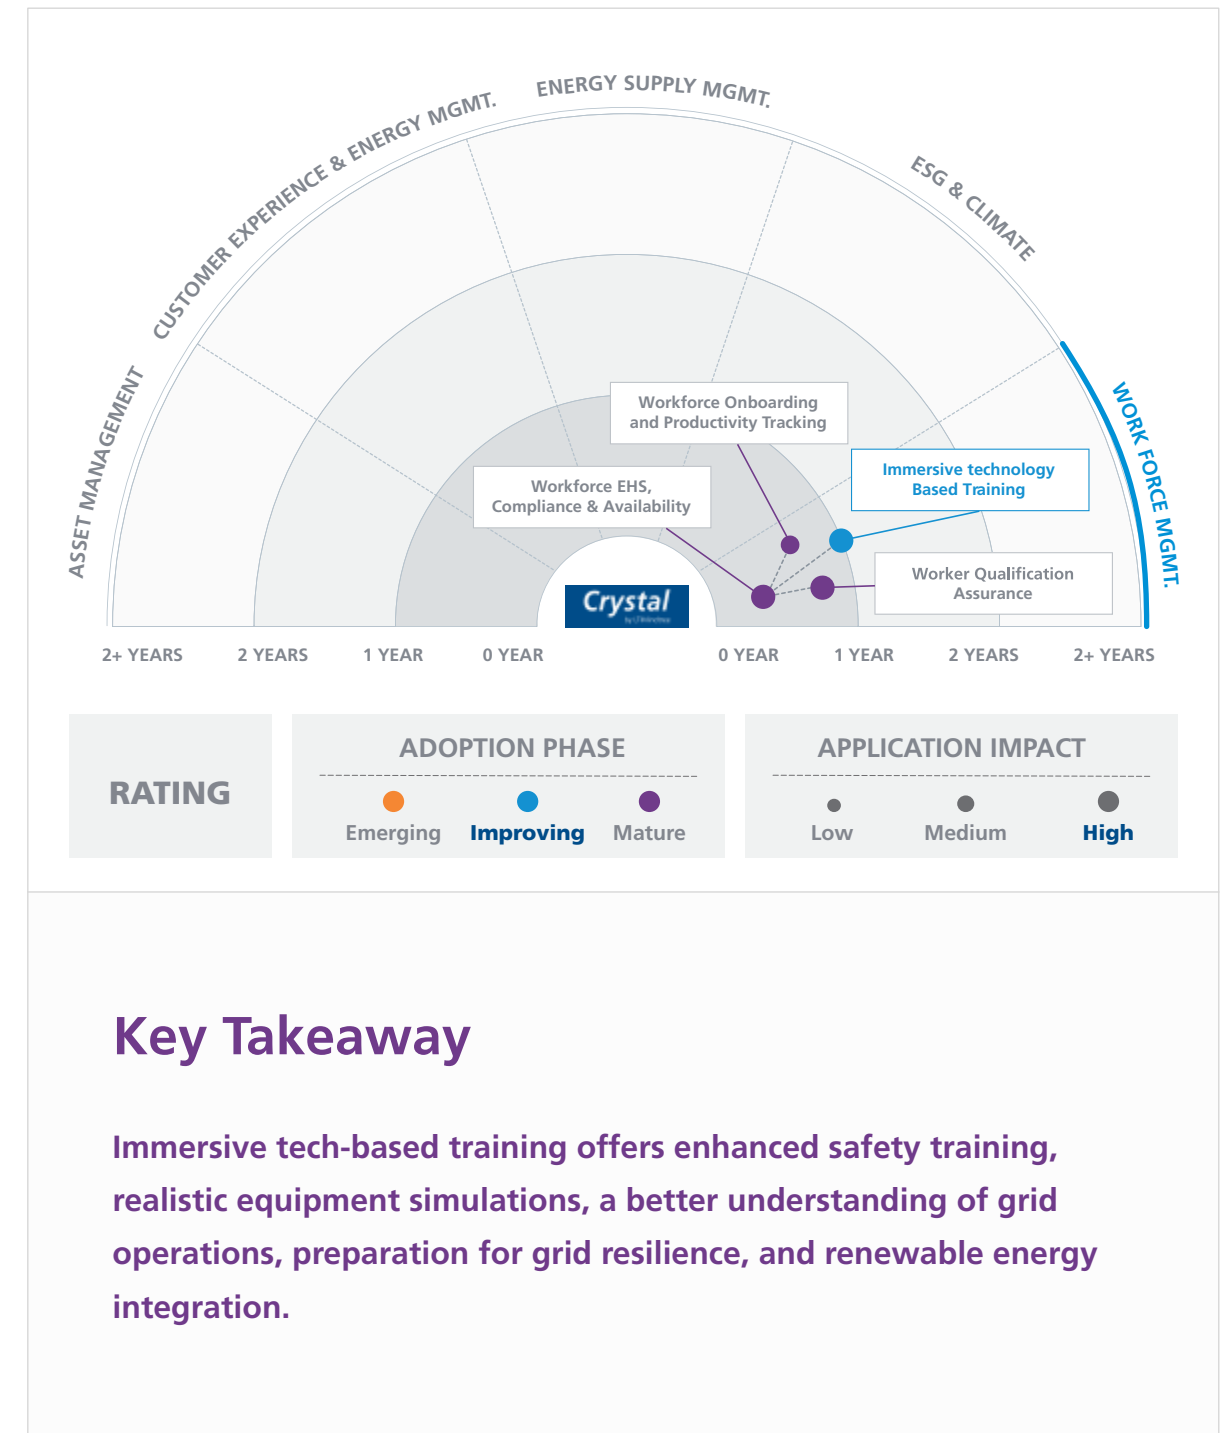 ENERGY SUPPLY MGMT.
CUSTOMER EXPERIENCE & ENERGY MGMT.
ESG & CLIMATE
ASSET MANAGEMENT
WORK FORCE MGMT.
Workforce Onboarding
and Productivity Tracking
Immersive technology
Based Training
Workforce EHS,
Compliance & Availability
Worker Qualification
Assurance
Crystal
2+ YEARS
2 YEARS
1 YEAR
0 YEAR
0 YEAR
1 YEAR
2 YEARS
2+ YEARS
RATING
ADOPTION PHASE
Emerging
Improving
Mature
APPLICATION IMPACT
Low
Medium
High
Key Takeaway
Immersive tech-based training offers enhanced safety training,
realistic equipment simulations, a better understanding of grid
operations, preparation for grid resilience, and renewable energy
integration.